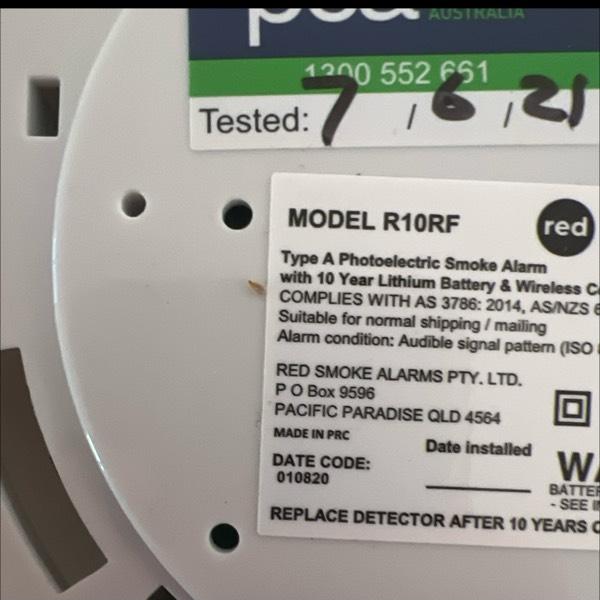 AUSTRALIA
1300 552 661
Tested: 7 / 6 / 21
MODEL R10RF
red
Type A Photoelectric Smoke Alarm
with 10 Year Lithium Battery & Wireless
COMPLIES WITH AS 3786: 2014, AS/NZS
Suitable for normal shipping / mailing
Alarm condition: Audible signal pattern (ISO
RED SMOKE ALARMS PTY. LTD.
P O Box 9596
PACIFIC PARADISE QLD 4564
MADE IN PRC
Date installed
DATE CODE:
010820
- SEE
REPLACE DETECTOR AFTER 10 YEARS